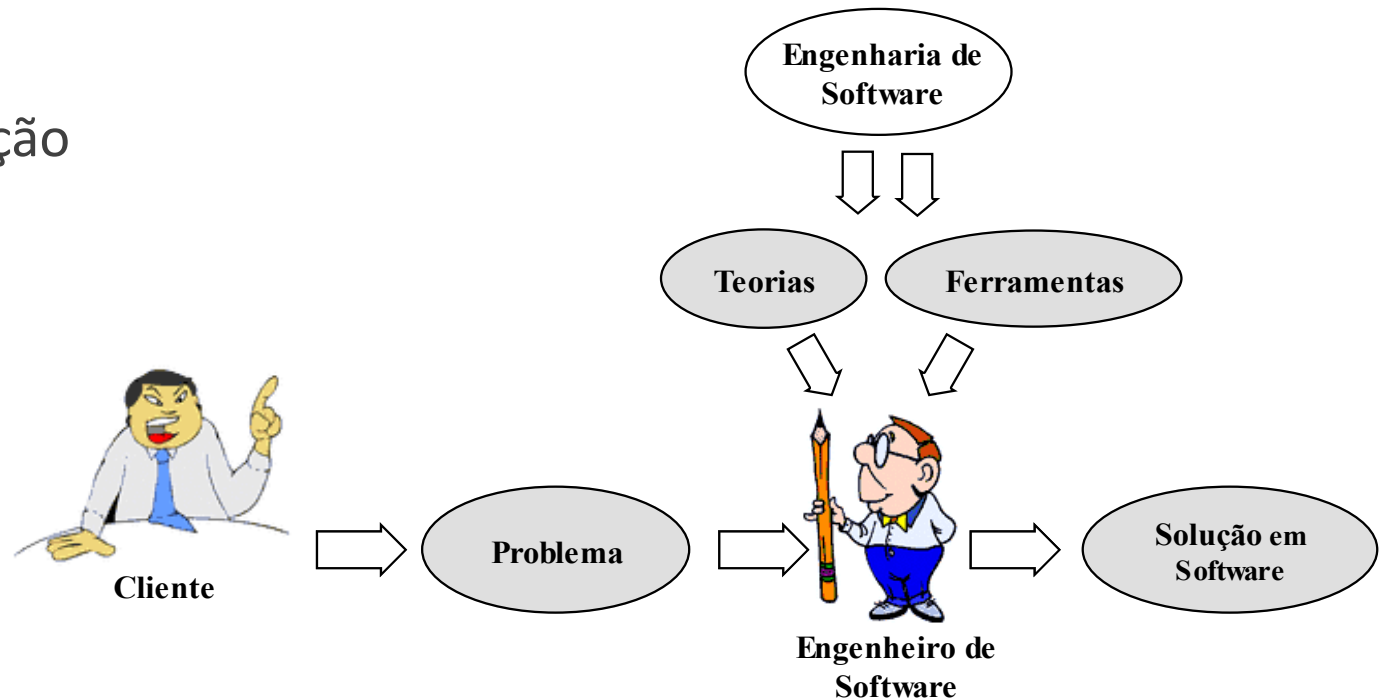 Engenharia de
Software
ção
Teorias
Ferramentas
Cliente
Problema
Engenheiro de
Software
Solução em
Software